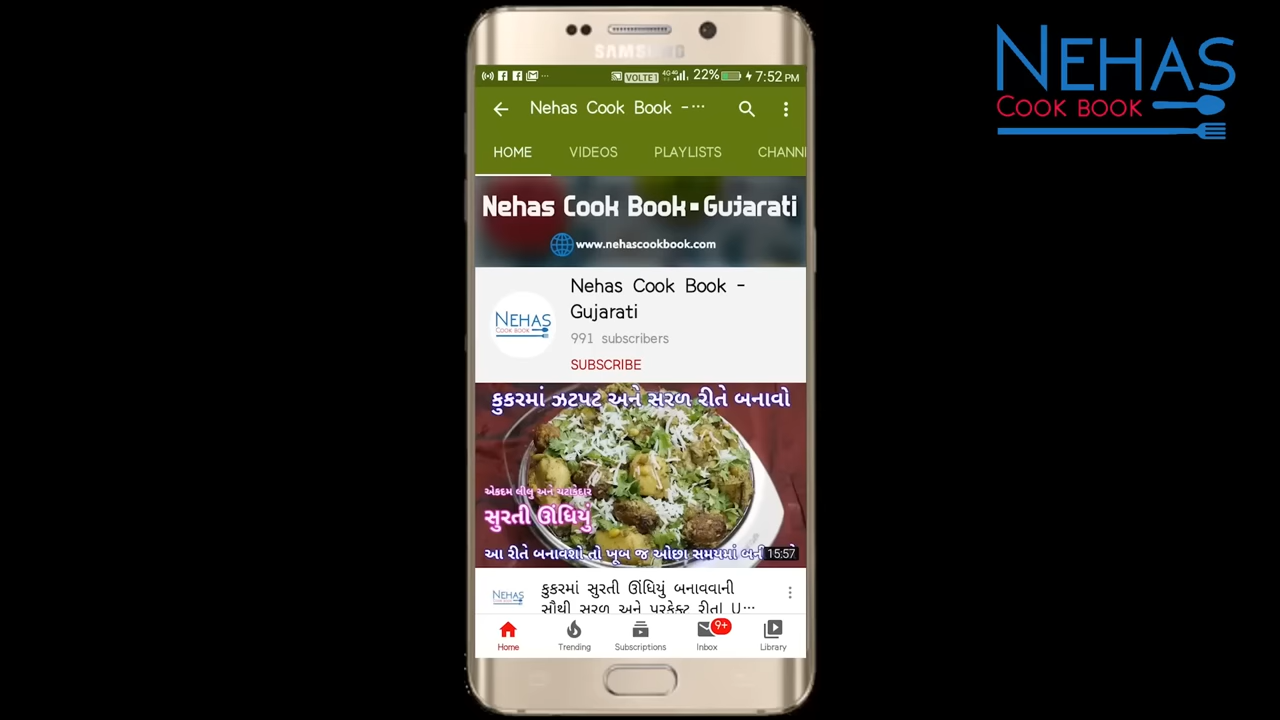 NEHAS
COOK BOOK
SAMSUNG
VOLTE1 4G 22% 7:52 PM
Nehas Cook Book -...
HOME VIDEOS PLAYLISTS CHANN
Nehas Cook Book - Gujarati
www.nehascookbook.com
Nehas Cook Book -
Gujarati
NEHAS
COOK BOOK
991 subscribers
SUBSCRIBE
કુકરમાં ઝટપટ અને સરળ રીતે બનાવો
એકદમ લીલુ અને ચટાકેદાર
સુરતી ઊંધિયું
આ રીતે બનાવશો તો ખૂબ જ ઓછા સમયમાં
15:57
NEHAS
કુકરમાં સુરતી ઊંધિયું બનાવવાની
સૌથી સરળ અને પરફેક્ટ રીત| U...
9+
Home Trending Subscriptions Inbox Library